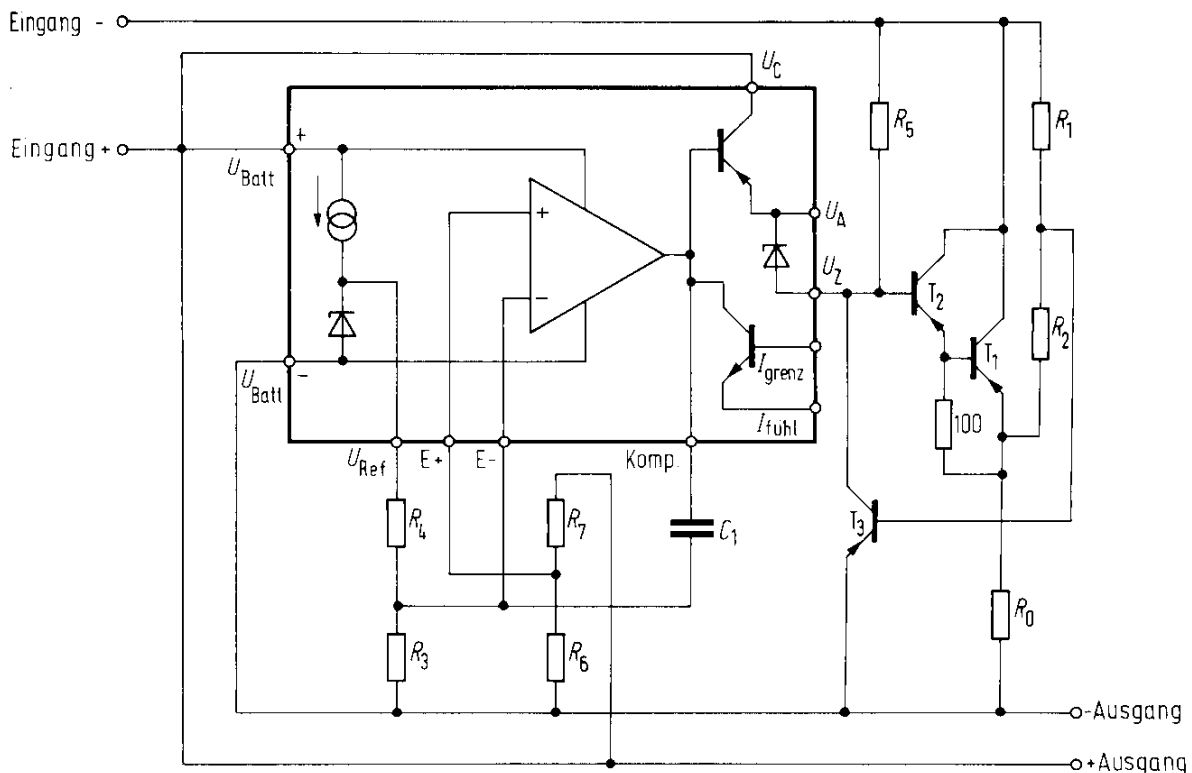 Eingang -
U_C
+
R_5
R_1
Eingang +
U_Batt
+
U_A
U_Z
T_2
-
R_2
T_1
-
U_Batt
I_grenz
100
I_fühl
U_Ref
E+
E-
Komp.
R_4
R_7
C_1
T_3
R_3
R_6
R_0
-Ausgang
+Ausgang